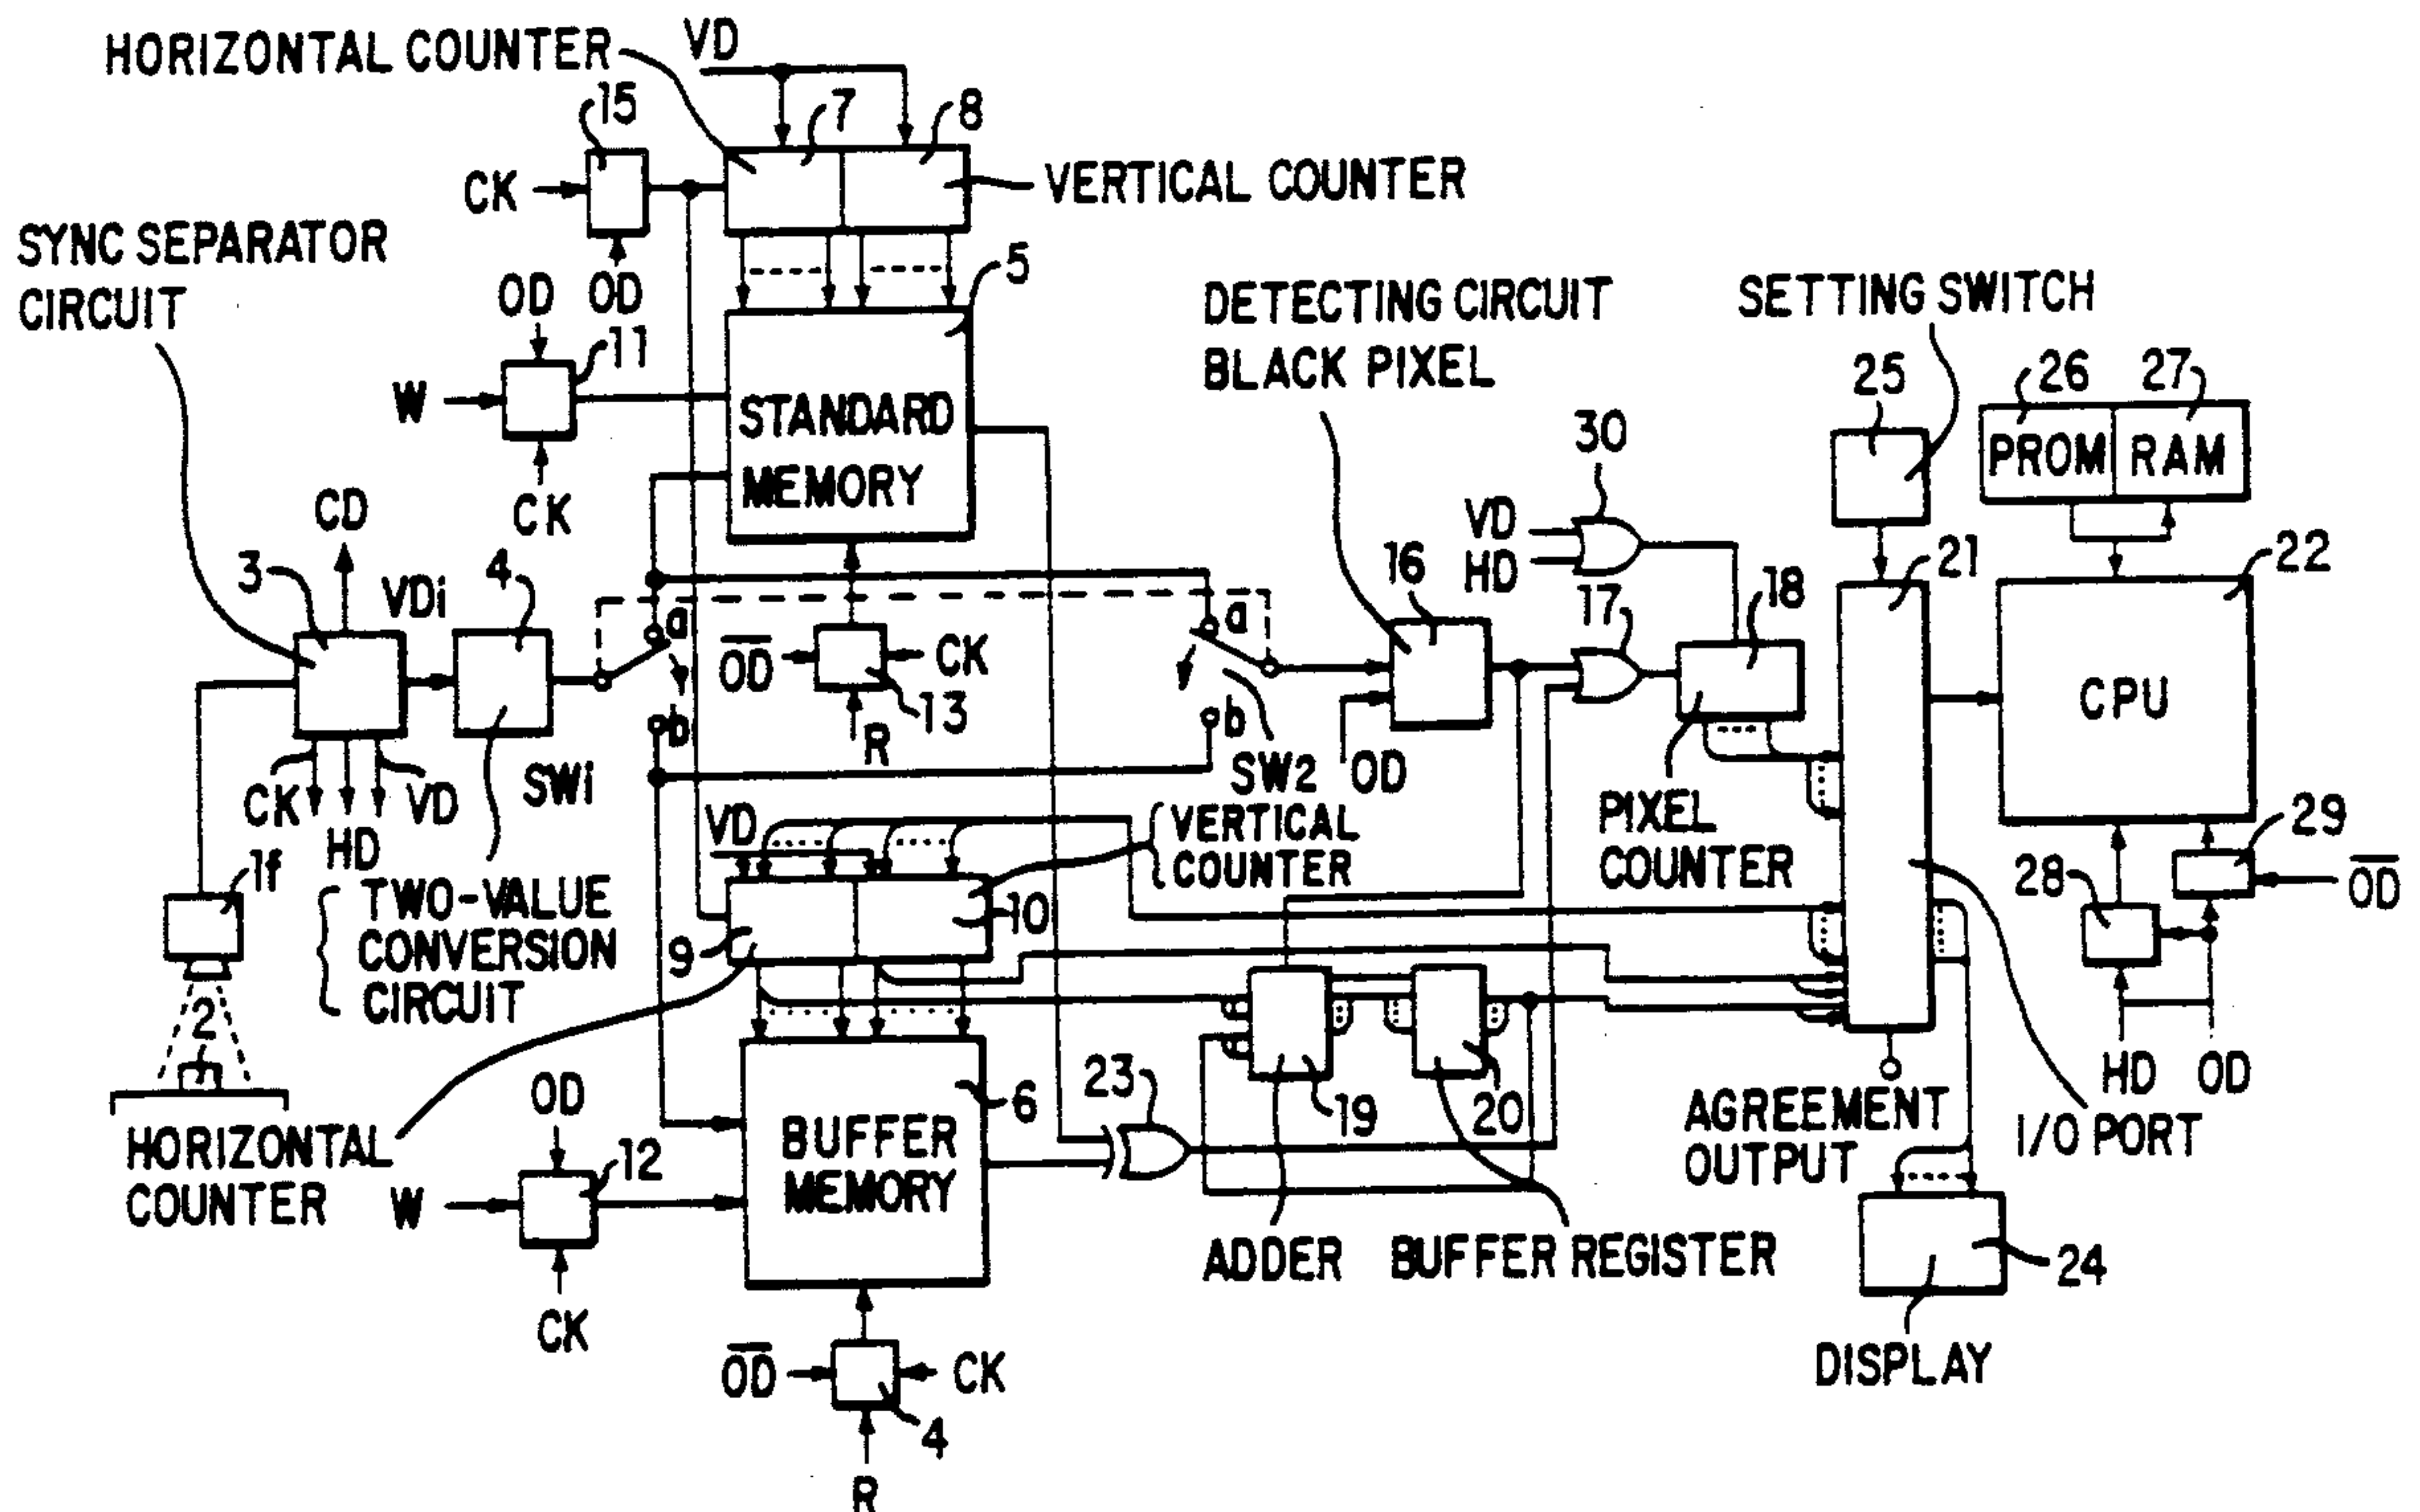 HORIZONTAL COUNTER
VD
15
7
8
CK
VERTICAL COUNTER
SYNC SEPARATOR
CIRCUIT
OD
OD
5
11
W
CK
STANDARD
MEMORY
DETECTING CIRCUIT
BLACK PIXEL
SETTING SWITCH
25
26
27
PROM
RAM
30
VD
HD
CD
3
VDi
4
a
b
OD
CK
13
R
a
b
SW2
16
OD
17
18
21
22
CPU
CK
HD
VD
SWi
PIXEL
COUNTER
29
28
OD
HD
OD
1f
2
TWO-VALUE
CONVERSION
CIRCUIT
VD
VERTICAL
COUNTER
9
10
HORIZONTAL
COUNTER
OD
12
W
CK
BUFFER
MEMORY
6
23
19
20
ADDER
BUFFER REGISTER
AGREEMENT
OUTPUT
I/O PORT
24
DISPLAY
OD
CK
4
R